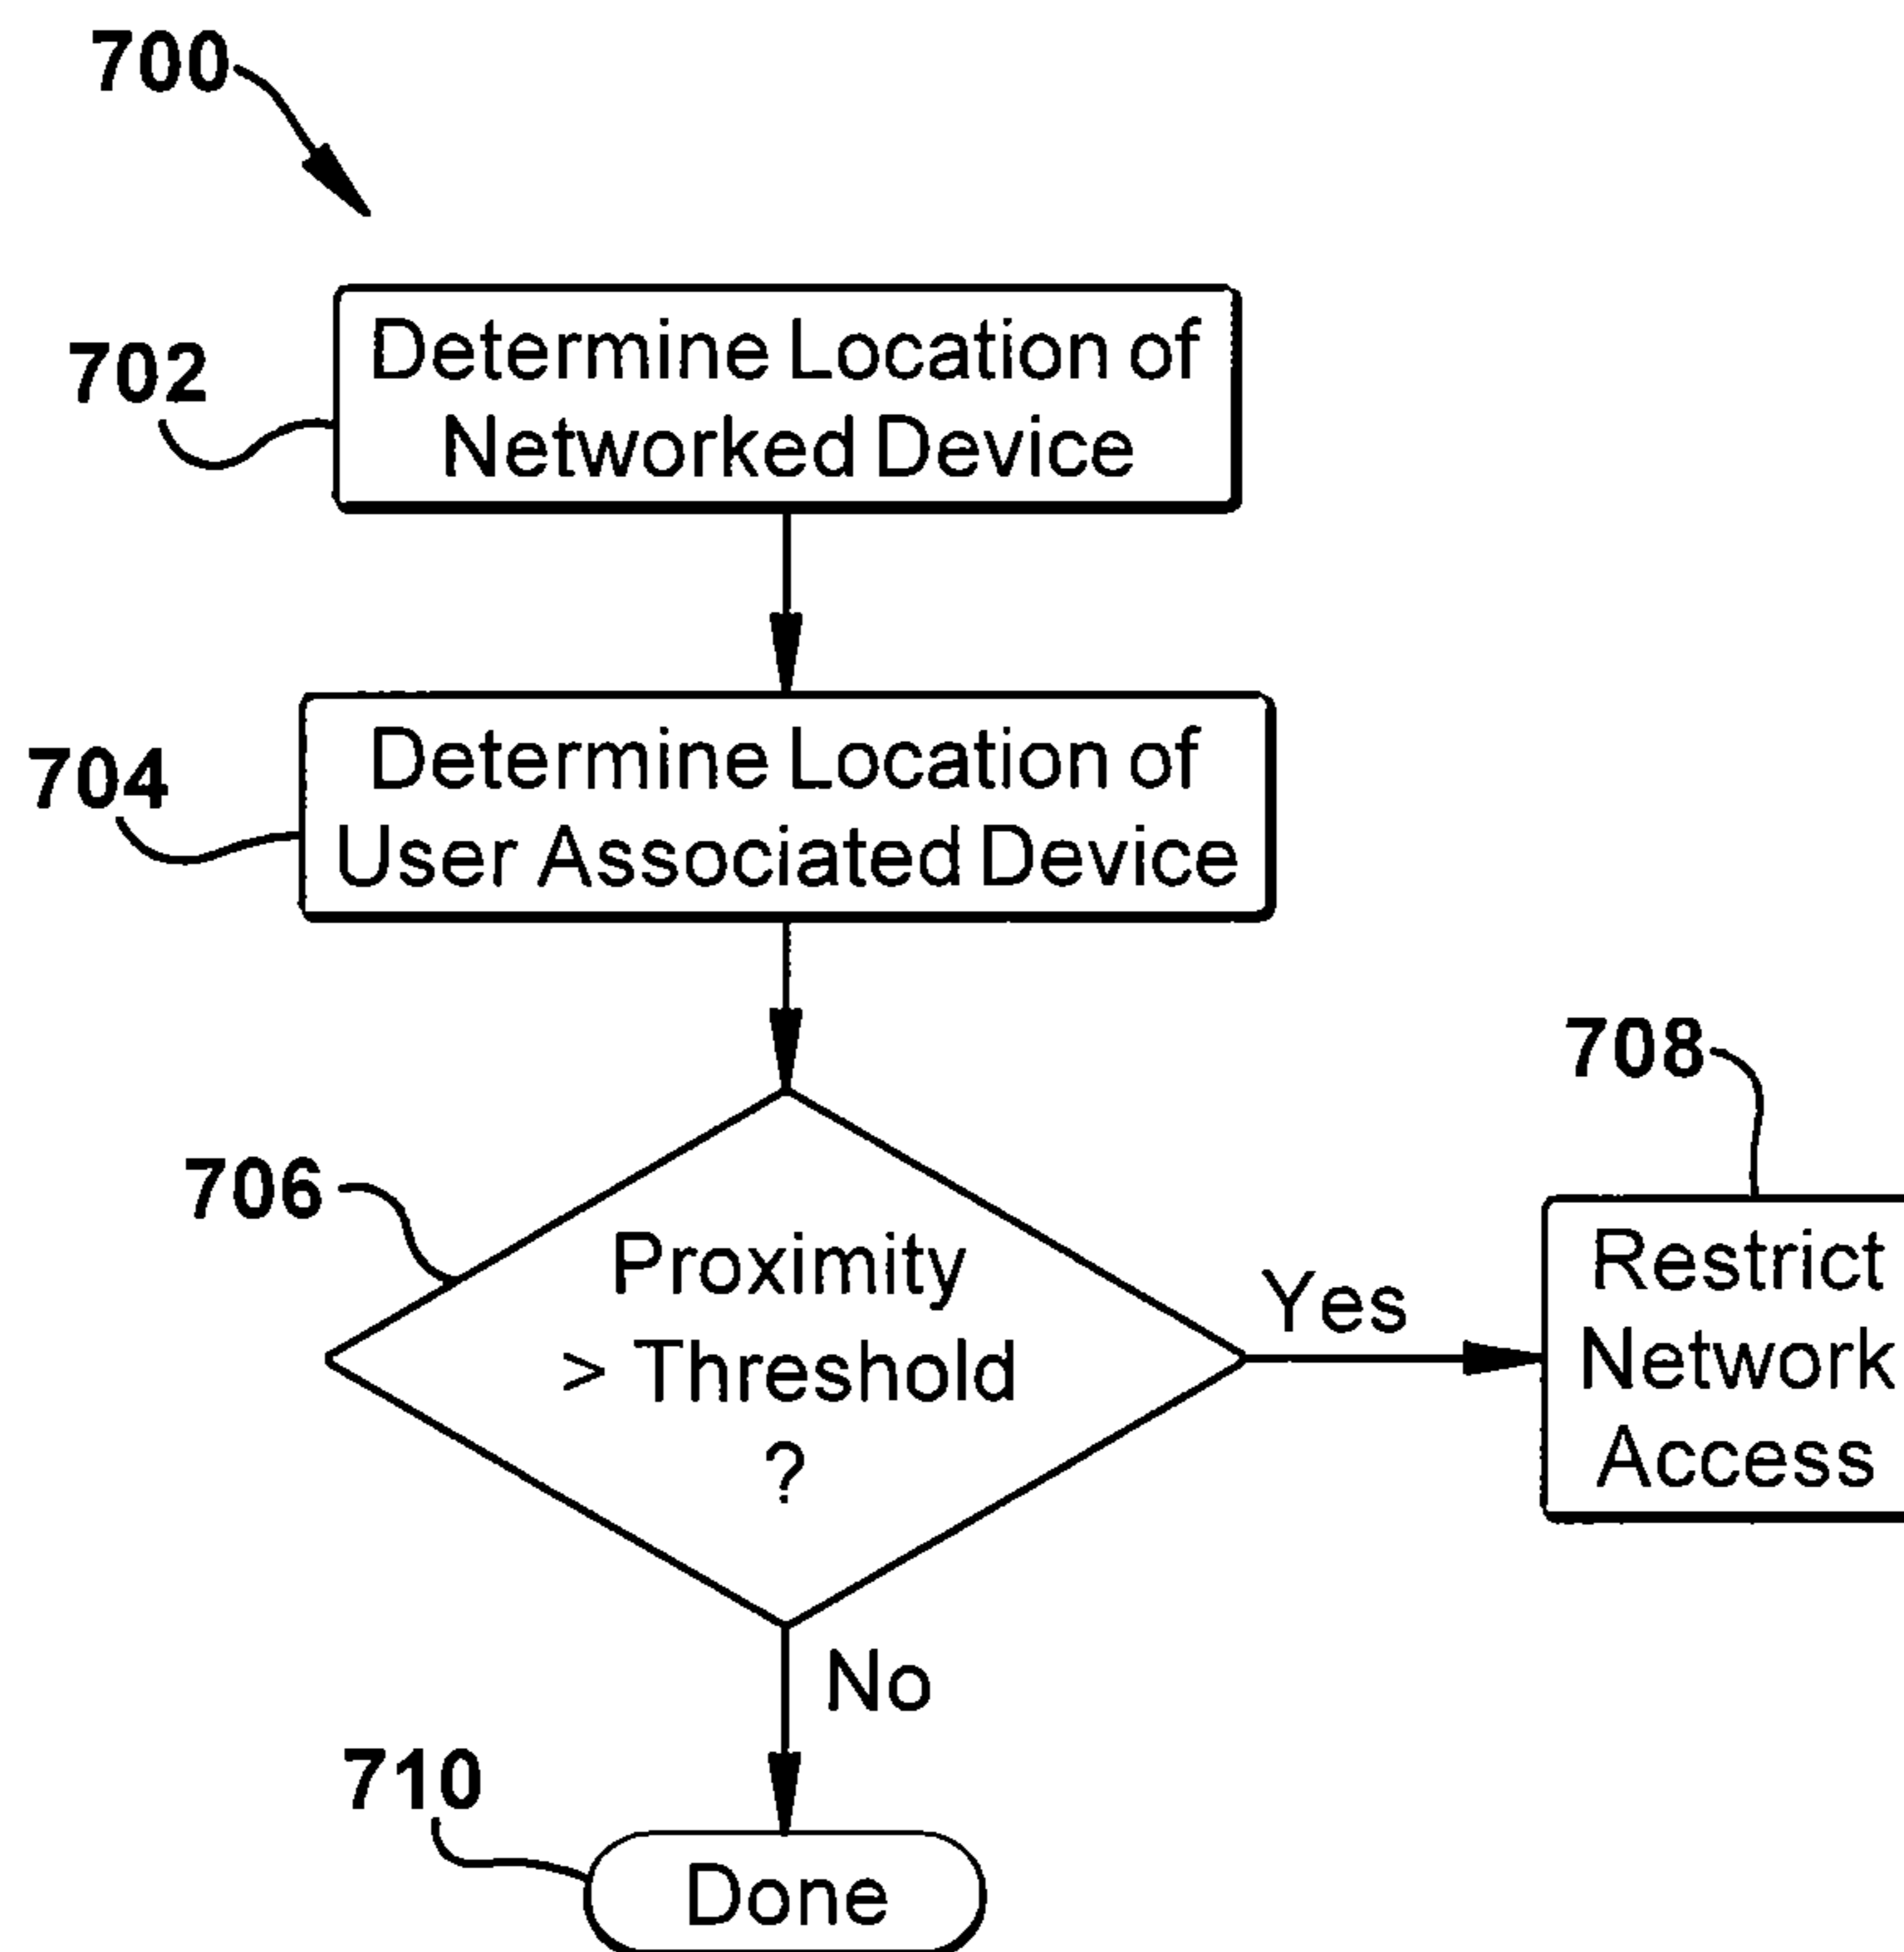 700
702
Determine Location of
Networked Device
704
Determine Location of
User Associated Device
706
Proximity
> Threshold
?
Yes
708
Restrict
Network
Access
No
710
Done